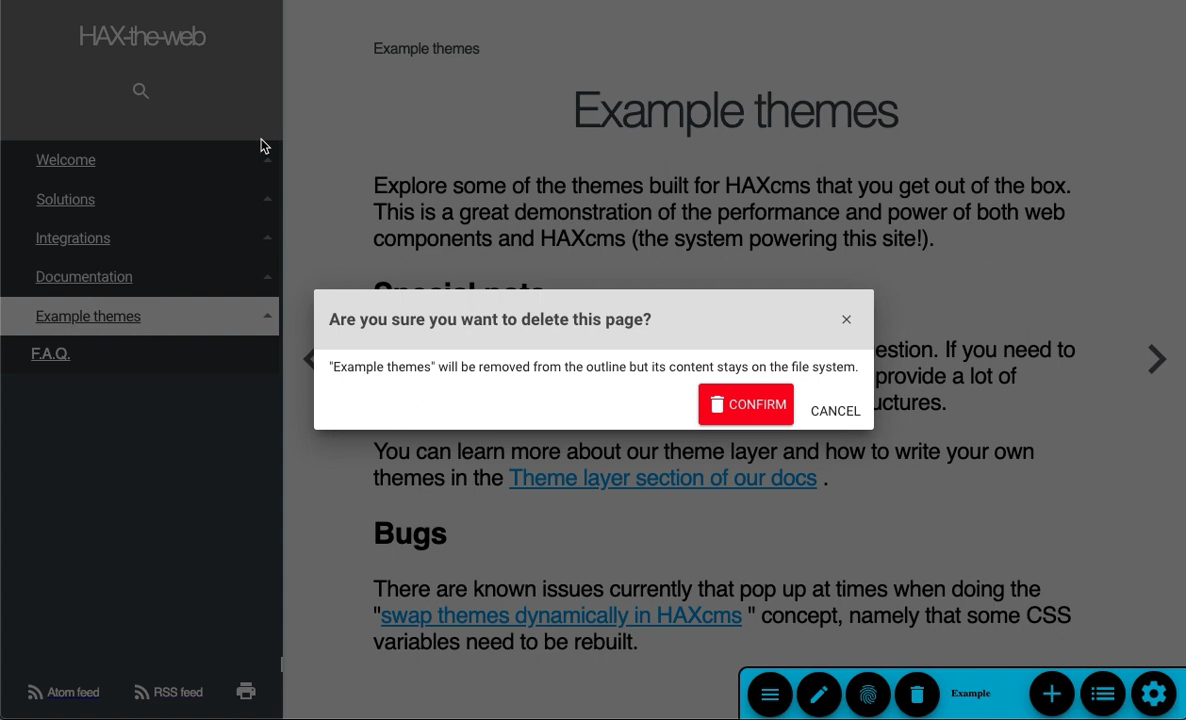 HAX-the-web
Welcome
Solutions
Integrations
Documentation
Example themes
F.A.Q.
Atom feed
RSS feed
Example themes
Example themes
Explore some of the themes built for HAXcms that you get out of the box.
This is a great demonstration of the performance and power of both web
components and HAXcms (the system powering this site!).
Special note
estion. If you need to
provide a lot of
uctures.
Are you sure you want to delete this page?
"Example themes" will be removed from the outline but its content stays on the file system.
CONFIRM
CANCEL
You can learn more about our theme layer and how to write your own
themes in the Theme layer section of our docs .
Bugs
There are known issues currently that pop up at times when doing the
"swap themes dynamically in HAXcms " concept, namely that some CSS
variables need to be rebuilt.
Example